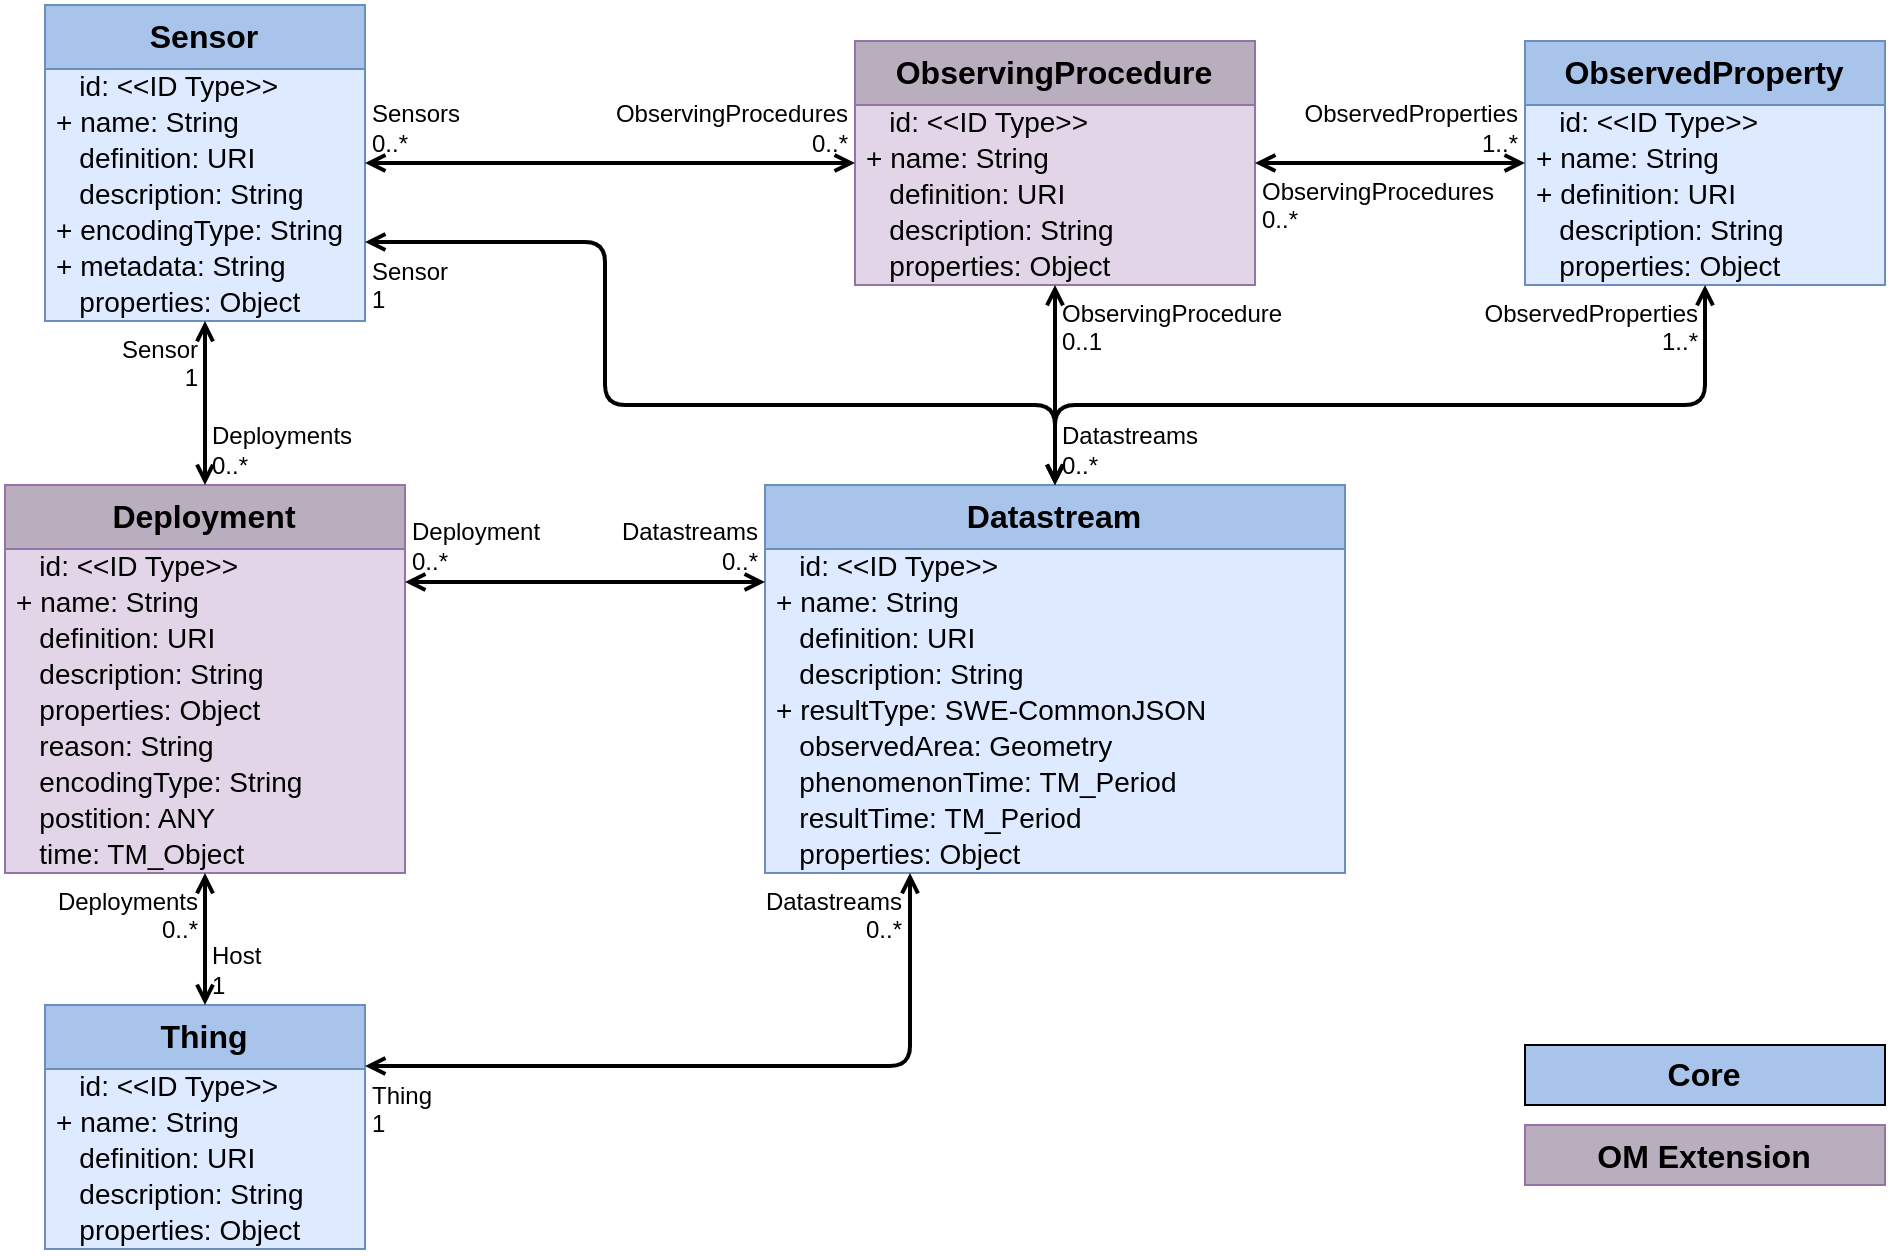 Sensor
id: <<ID Type>>
+ name: String
definition: URI
description: String
+ encodingType: String
+ metadata: String
properties: Object
Sensors
0..*
ObservingProcedures
0..*
ObservingProcedure
id: <<ID Type>>
+ name: String
definition: URI
description: String
properties: Object
ObservedProperties
1..*
ObservingProcedures
0..*
ObservedProperty
id: <<ID Type>>
+ name: String
+ definition: URI
description: String
properties: Object
Sensor
1
Sensor
1
ObservingProcedure
0..1
ObservedProperties
1..*
Deployments
0..*
Datastreams
0..*
Deployment
id: <<ID Type>>
+ name: String
definition: URI
description: String
properties: Object
reason: String
encodingType: String
postition: ANY
time: TM_Object
Deployment
0..*
Datastreams
0..*
Datastream
id: <<ID Type>>
+ name: String
definition: URI
description: String
+ resultType: SWE-CommonJSON
observedArea: Geometry
phenomenonTime: TM_Period
resultTime: TM_Period
properties: Object
Deployments
0..*
Host
1
Datastreams
0..*
Thing
id: <<ID Type>>
+ name: String
definition: URI
description: String
properties: Object
Thing
1
Core
OM Extension